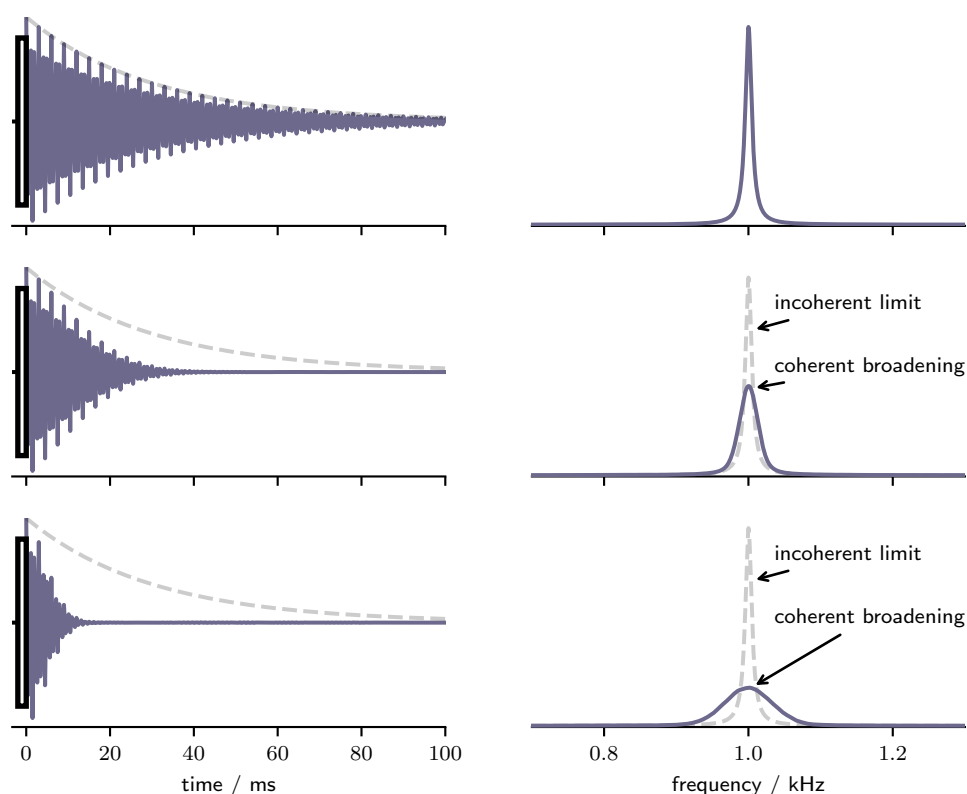 incoherent limit
coherent broadening
incoherent limit
coherent broadening
0 20 40 60 80 100
0.8 1.0 1.2
time / ms
frequency / kHz